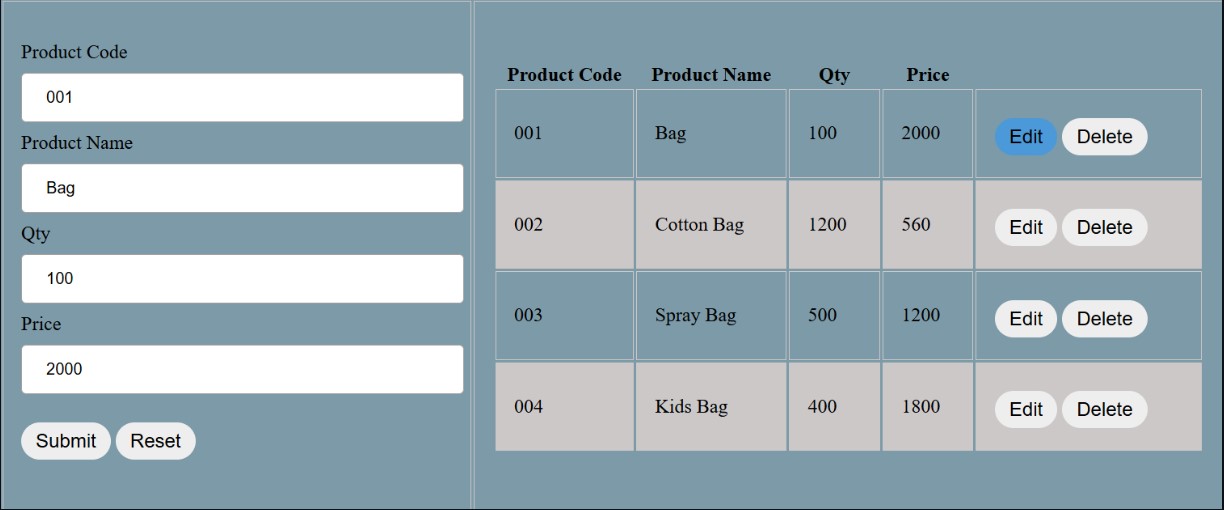 Product Code
001
Product Name
Bag
Qty
100
Price
2000
Submit Reset
Product Code Product Name Qty Price
001 Bag 100 2000 Edit Delete
002 Cotton Bag 1200 560 Edit Delete
003 Spray Bag 500 1200 Edit Delete
004 Kids Bag 400 1800 Edit Delete